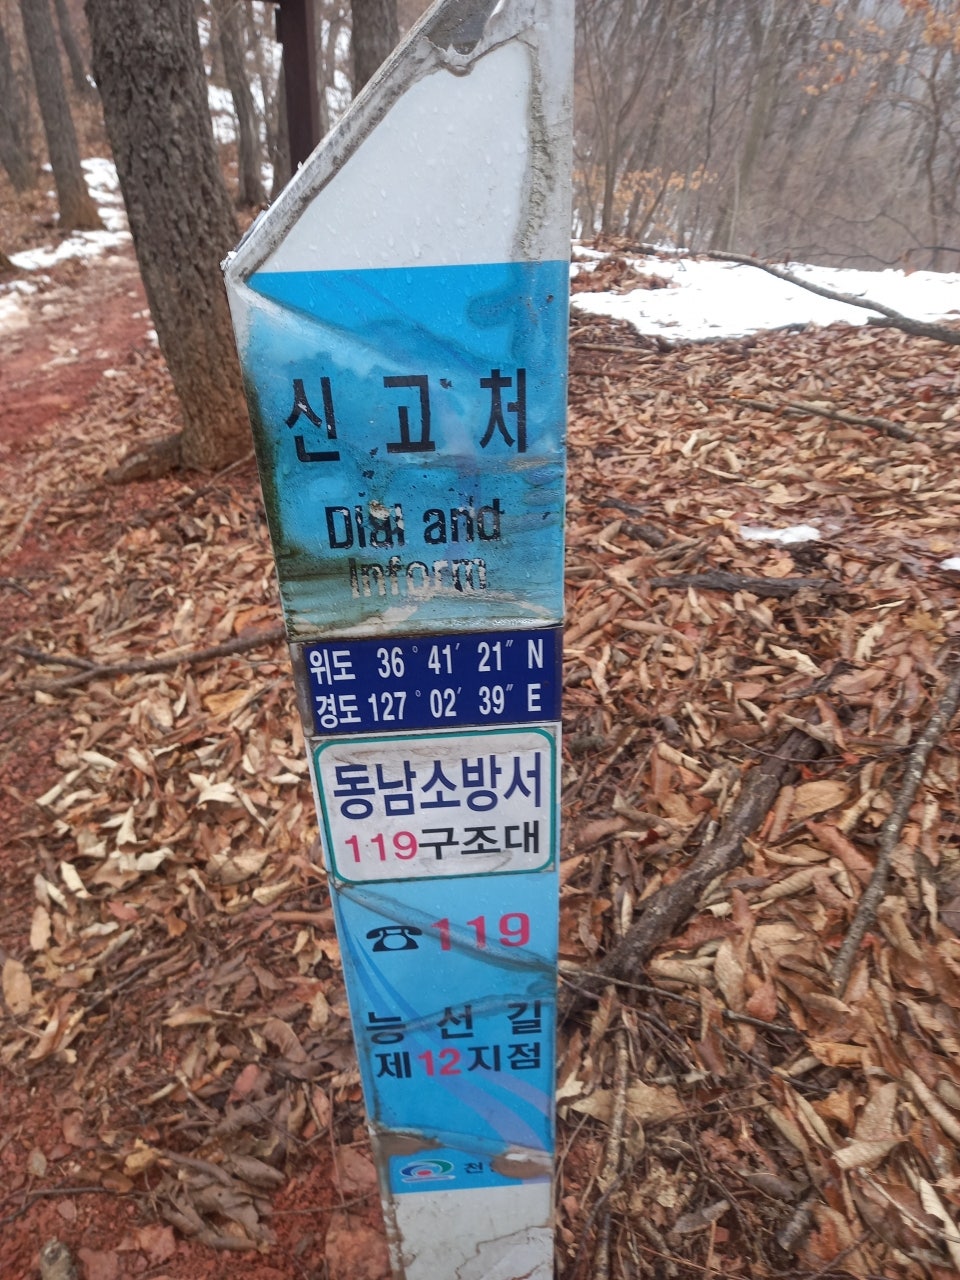 신고처
Dial and
Inform
위도 36° 41′ 21″ N
경도 127° 02′ 39″ E
동남소방서
119구조대
☎119
능선길
제12지점